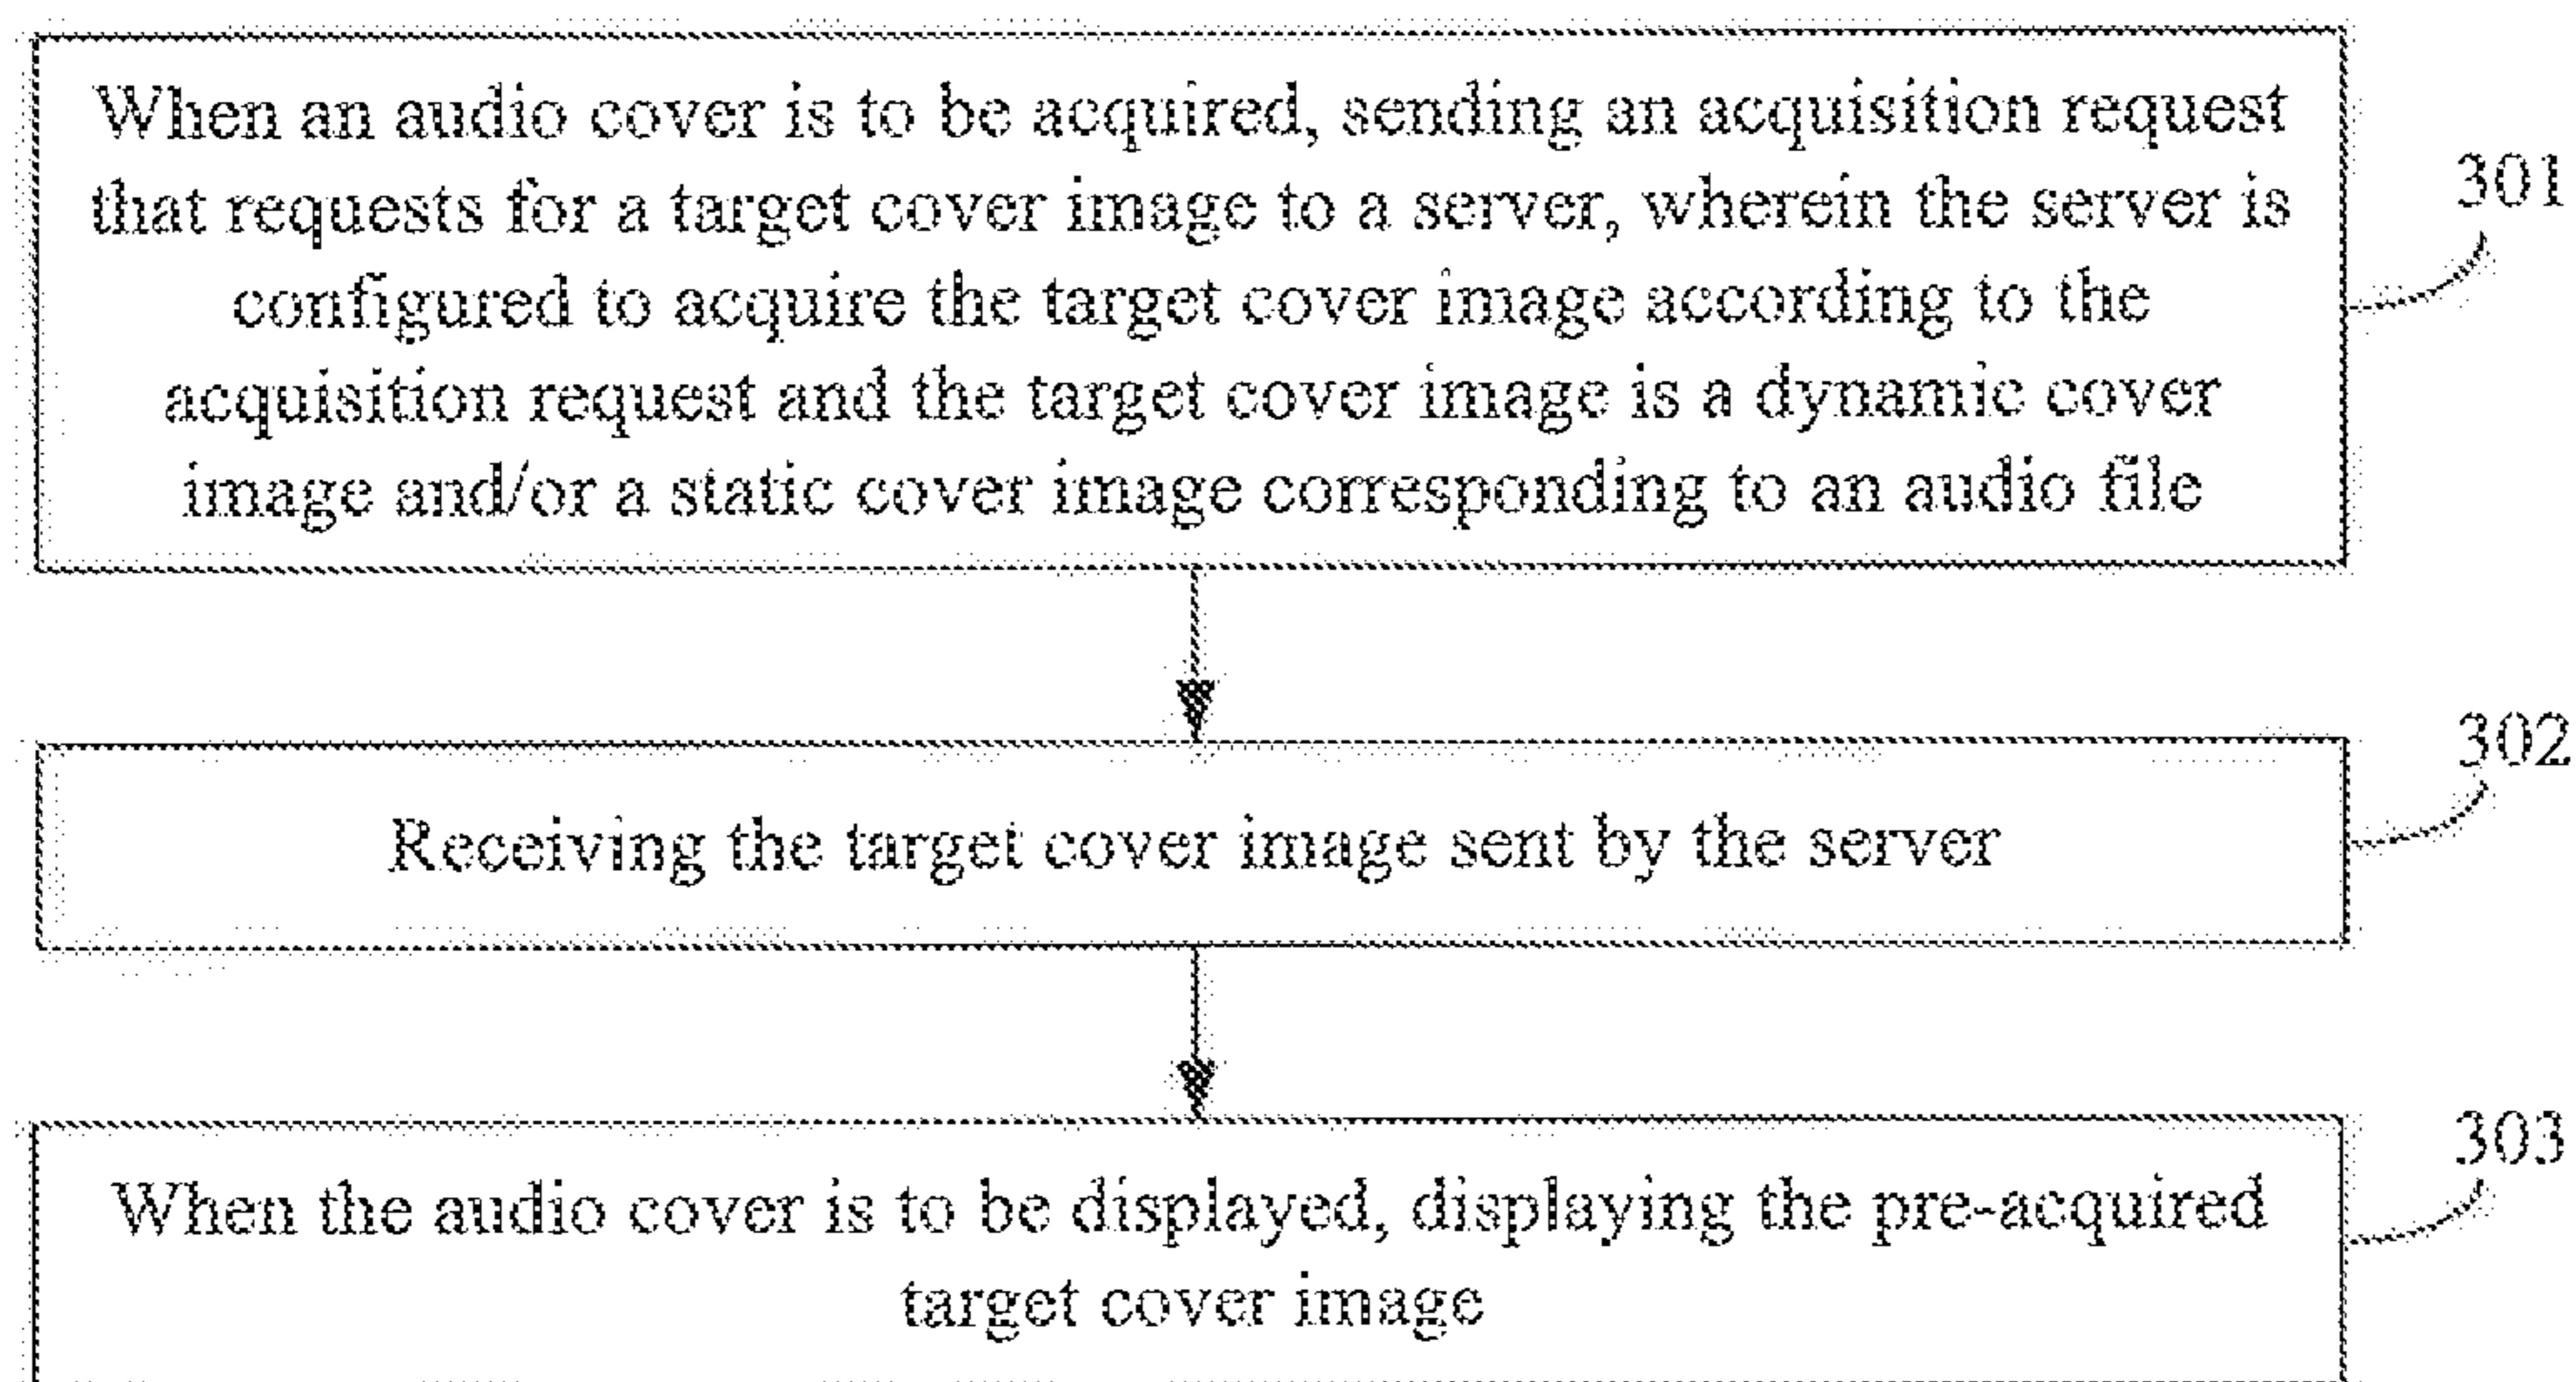 When an audio cover is to be acquired, sending an acquisition request
that requests for a target cover image to a server, wherein the server is
configured to acquire the target cover image according to the
acquisition request and the target cover image is a dynamic cover
image and/or a static cover image corresponding to an audio file
301
Receiving the target cover image sent by the server
302
When the audio cover is to be displayed, displaying the pre-acquired
target cover image
303